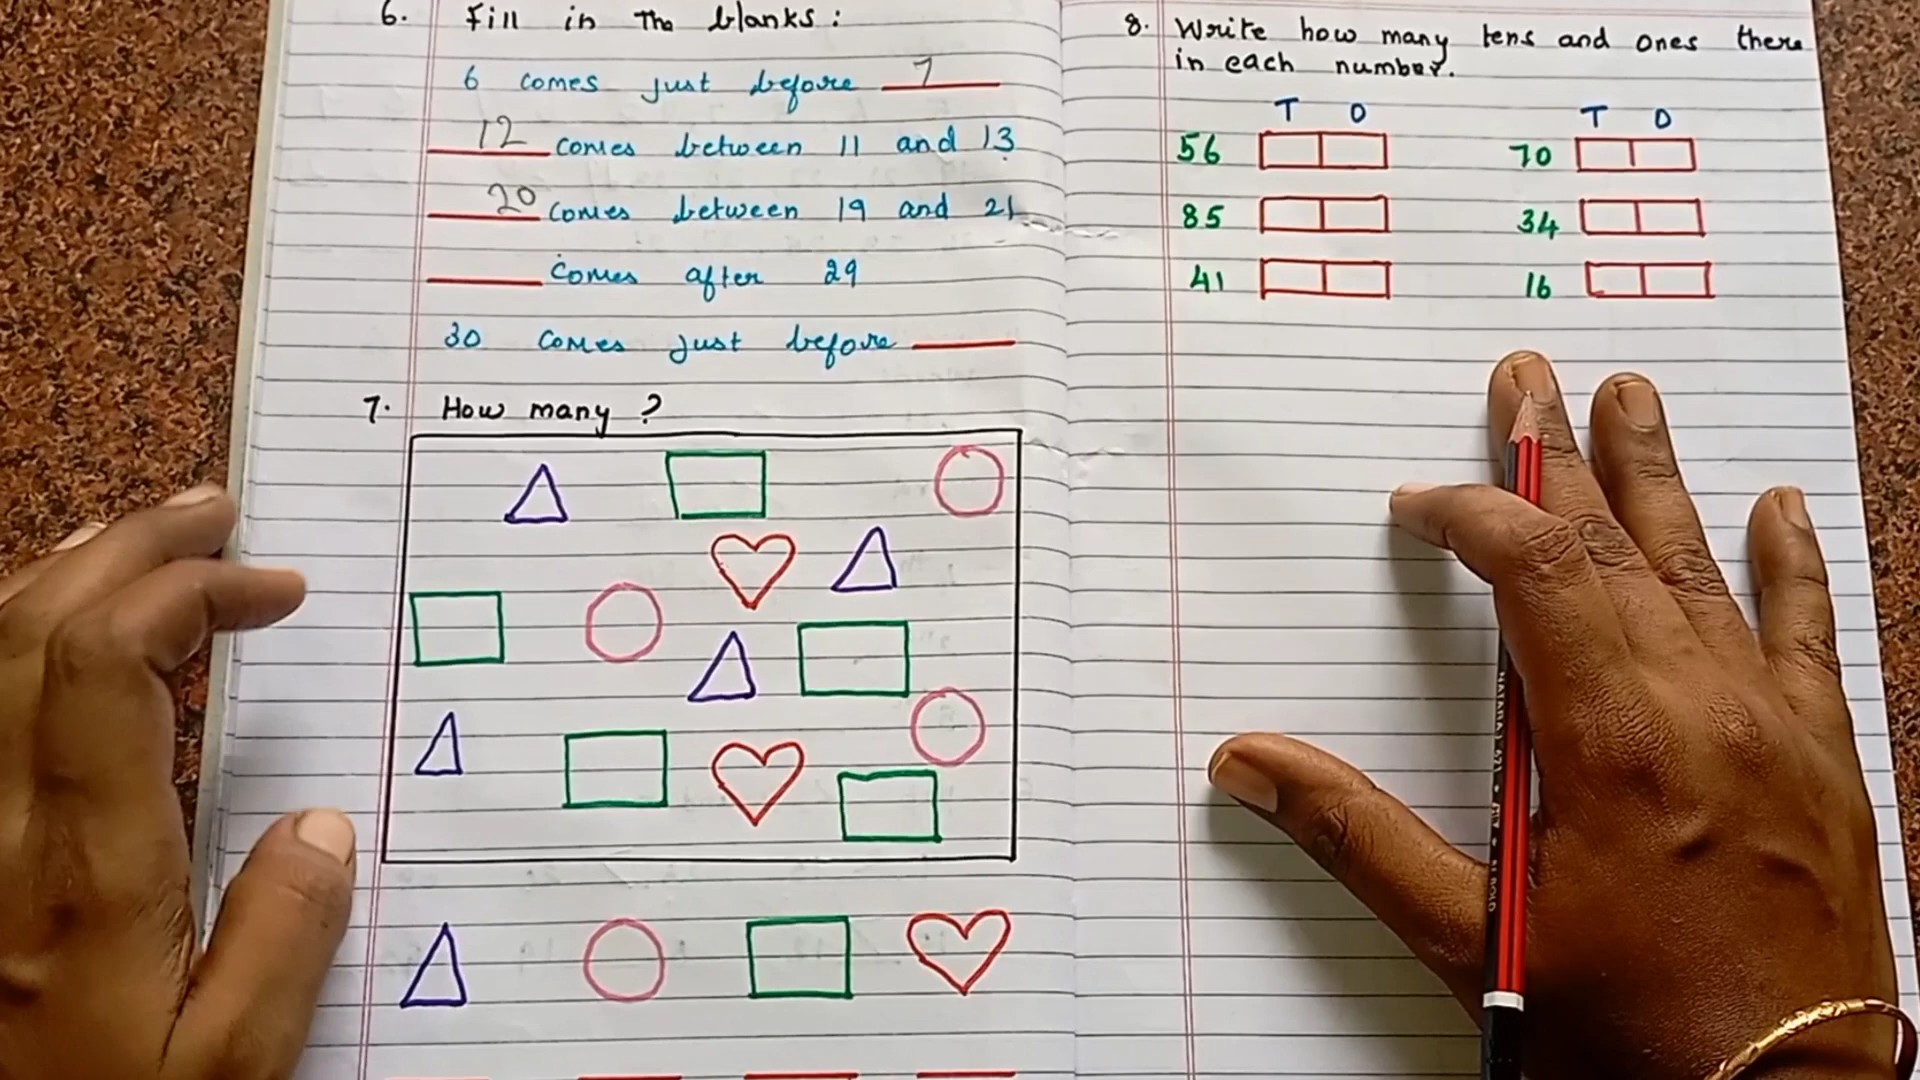 6. Fill in The blanks:
6 comes just before 7
12 comes between 11 and 13
20 comes between 19 and 21
____ comes after 29
30 comes just before ____
7. How many ?
8. Write how many tens and ones there
in each number.
T O T O
56 70
85 34
41 16